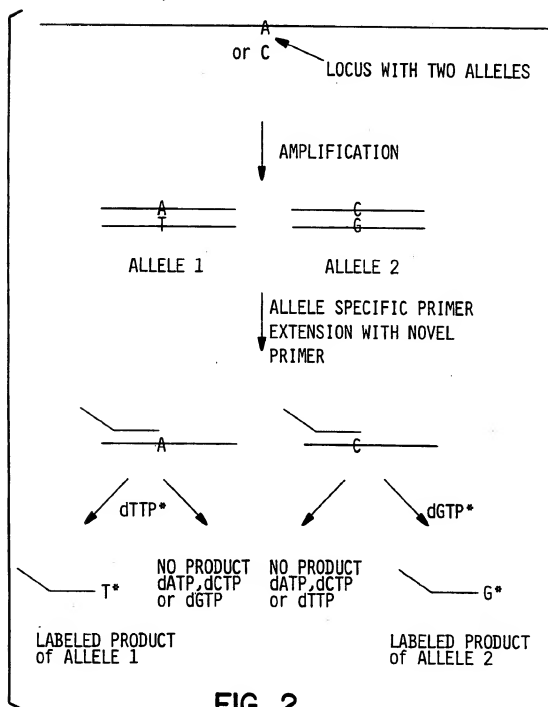 A
or C
LOCUS WITH TWO ALLELES
AMPLIFICATION
A
T
C
G
ALLELE 1
ALLELE 2
ALLELE SPECIFIC PRIMER
EXTENSION WITH NOVEL
PRIMER
A
C
dTTP*
dGTP*
T*
NO PRODUCT
dATP,dCTP
or dGTP
NO PRODUCT
dATP,dCTP
or dTTP
G*
LABELED PRODUCT
of ALLELE 1
LABELED PRODUCT
of ALLELE 2
FIG. 2